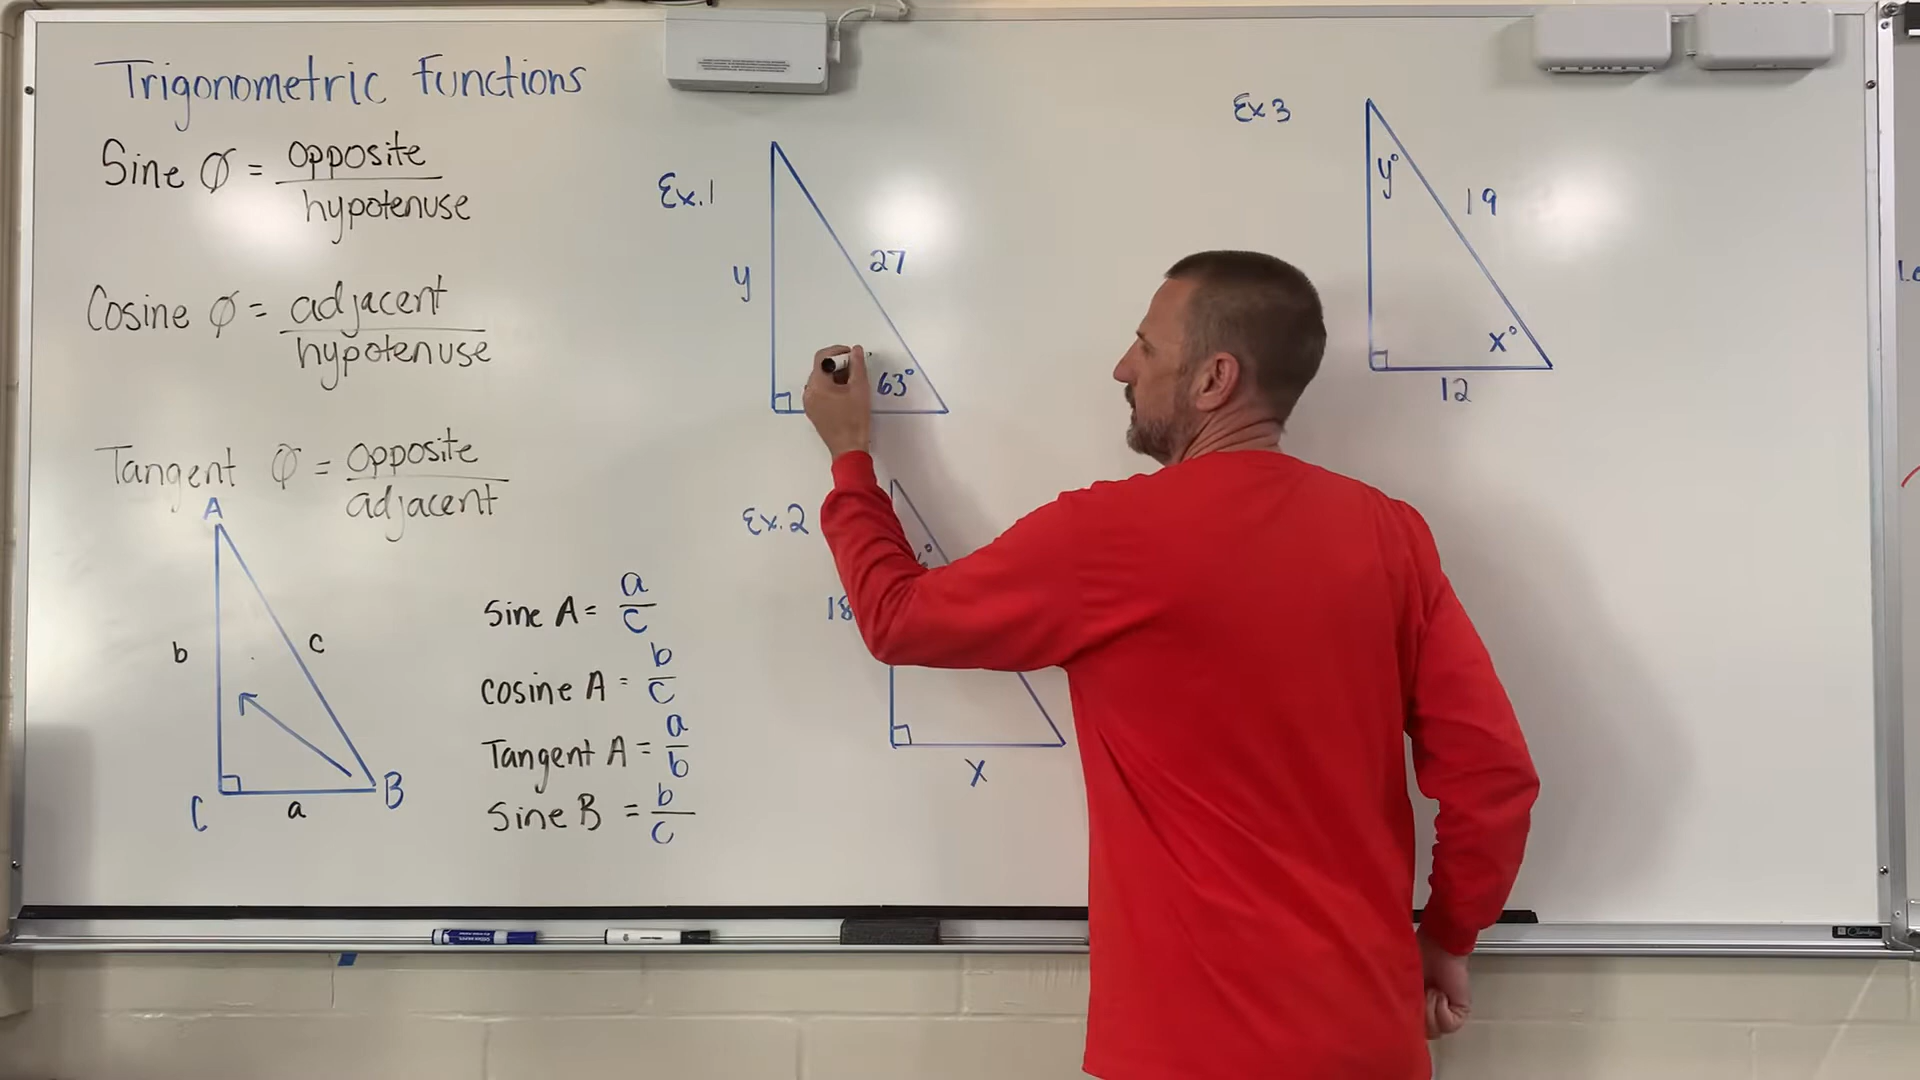 Trigonometric Functions
Sine ∅ = opposite
hypotenuse
Cosine ∅ = adjacent
hypotenuse
Tangent ∅ = opposite
adjacent
A
b
c
C
a
B
Sine A = a
c
cosine A = b
c
Tangent A = a
b
Sine B = b
c
Ex.1
y
27
63°
Ex.2
18
x
Ex 3
y°
19
x°
12